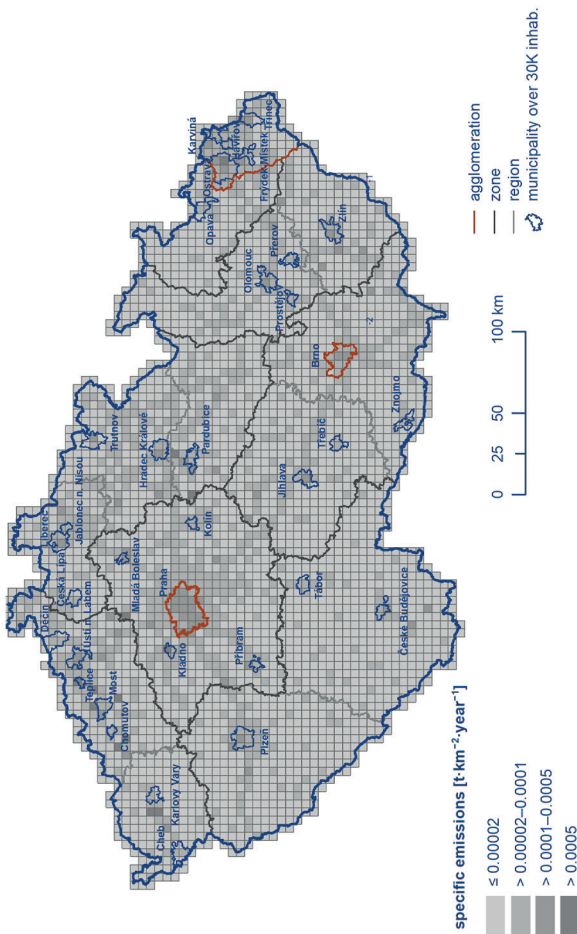 Karviná
Ostrava
Havířov
Třinec
Frýdek-Místek
Opava
Olomouc
Přerov
Prostějov
Zlín
Brno
Znojmo
Třebíč
Jihlava
Trutnov
Hradec Králové
Pardubice
Liberec
Jablonec n. Nisou
Česká Lípa
Děčín
Ústí n. Labem
Teplice
Most
Chomutov
Mladá Boleslav
Praha
Kolín
Kladno
Příbram
Tábor
České Budějovice
Plzeň
Karlovy Vary
Cheb
agglomeration
zone
region
municipality over 30K inhab.
0 25 50 100 km
specific emissions [t·km⁻²·year⁻¹]
≤ 0.00002
> 0.00002–0.0001
> 0.0001–0.0005
> 0.0005